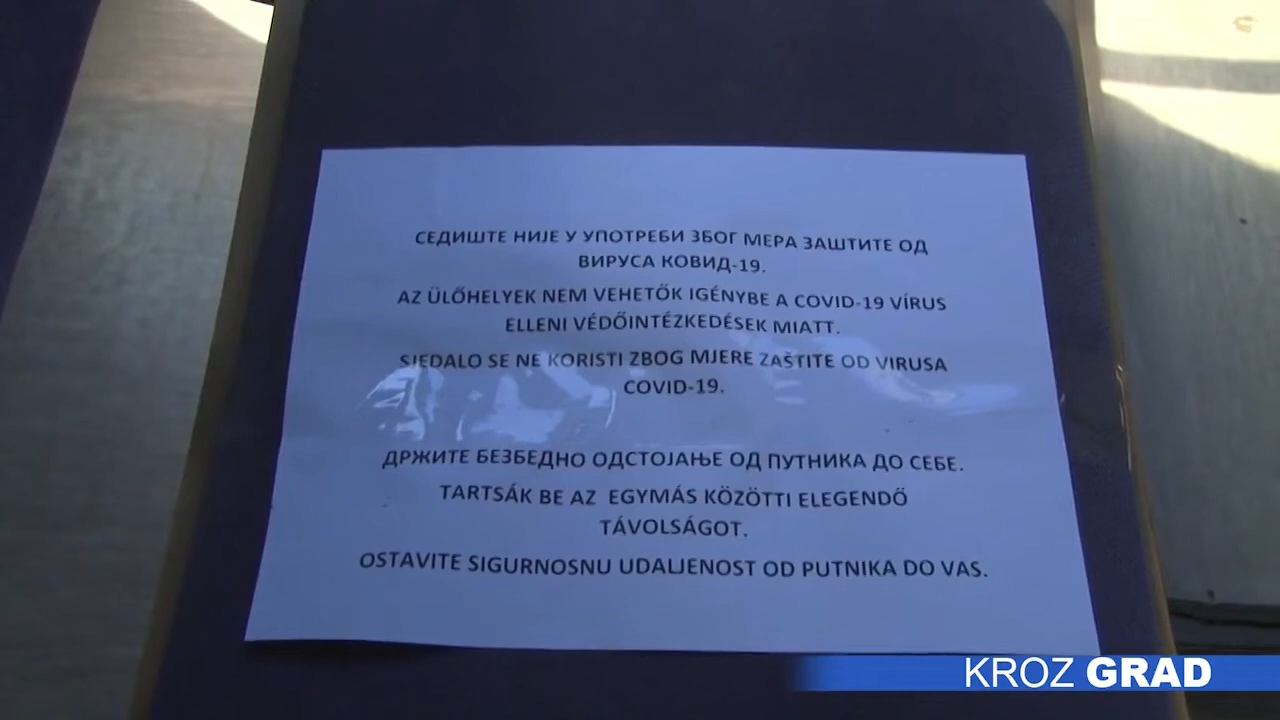 СЕДИШТЕ НИЈЕ У УПОТРЕБИ ЗБОГ МЕРА ЗАШТИТЕ ОД
ВИРУСА КОВИД-19.
AZ ÜLŐHELYEK NEM VEHETŐK IGÉNYBE A COVID-19 VÍRUS
ELLENI VÉDŐINTÉZKEDÉSEK MIATT.
SJEDALO SE NE KORISTI ZBOG MJERE ZAŠTITE OD VIRUSA
COVID-19.
ДРЖИТЕ БЕЗБЕДНО ОДСТОЈАЊЕ ОД ПУТНИКА ДО СЕБЕ.
TARTSÁK BE AZ EGYMÁS KÖZÖTTI ELEGENDŐ
TÁVOLSÁGOT.
OSTAVITE SIGURNOSNU UDALJENOST OD PUTNIKA DO VAS.
KROZ GRAD